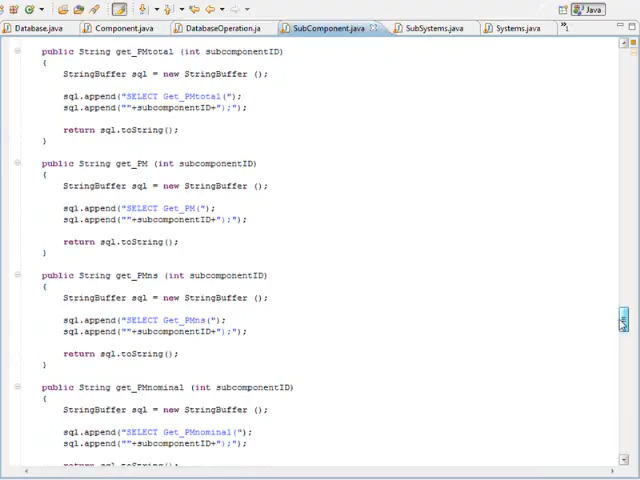 Java
Database.java
Component.java
DatabaseOperation.ja
SubComponent.java
SubSystems.java
Systems.java
»1
public String get_PMtotal (int subcomponentID)
{
StringBuffer sql = new StringBuffer ();
sql.append("SELECT Get_PMtotal(");
sql.append(""+subcomponentID+");");
return sql.toString();
}
public String get_PM (int subcomponentID)
{
StringBuffer sql = new StringBuffer ();
sql.append("SELECT Get_PM(");
sql.append(""+subcomponentID+");");
return sql.toString();
}
public String get_PMns (int subcomponentID)
{
StringBuffer sql = new StringBuffer ();
sql.append("SELECT Get_PMns(");
sql.append(""+subcomponentID+");");
return sql.toString();
}
public String get_PMnominal (int subcomponentID)
{
StringBuffer sql = new StringBuffer ();
sql.append("SELECT Get_PMnominal(");
sql.append(""+subcomponentID+");");
return sql.toString();